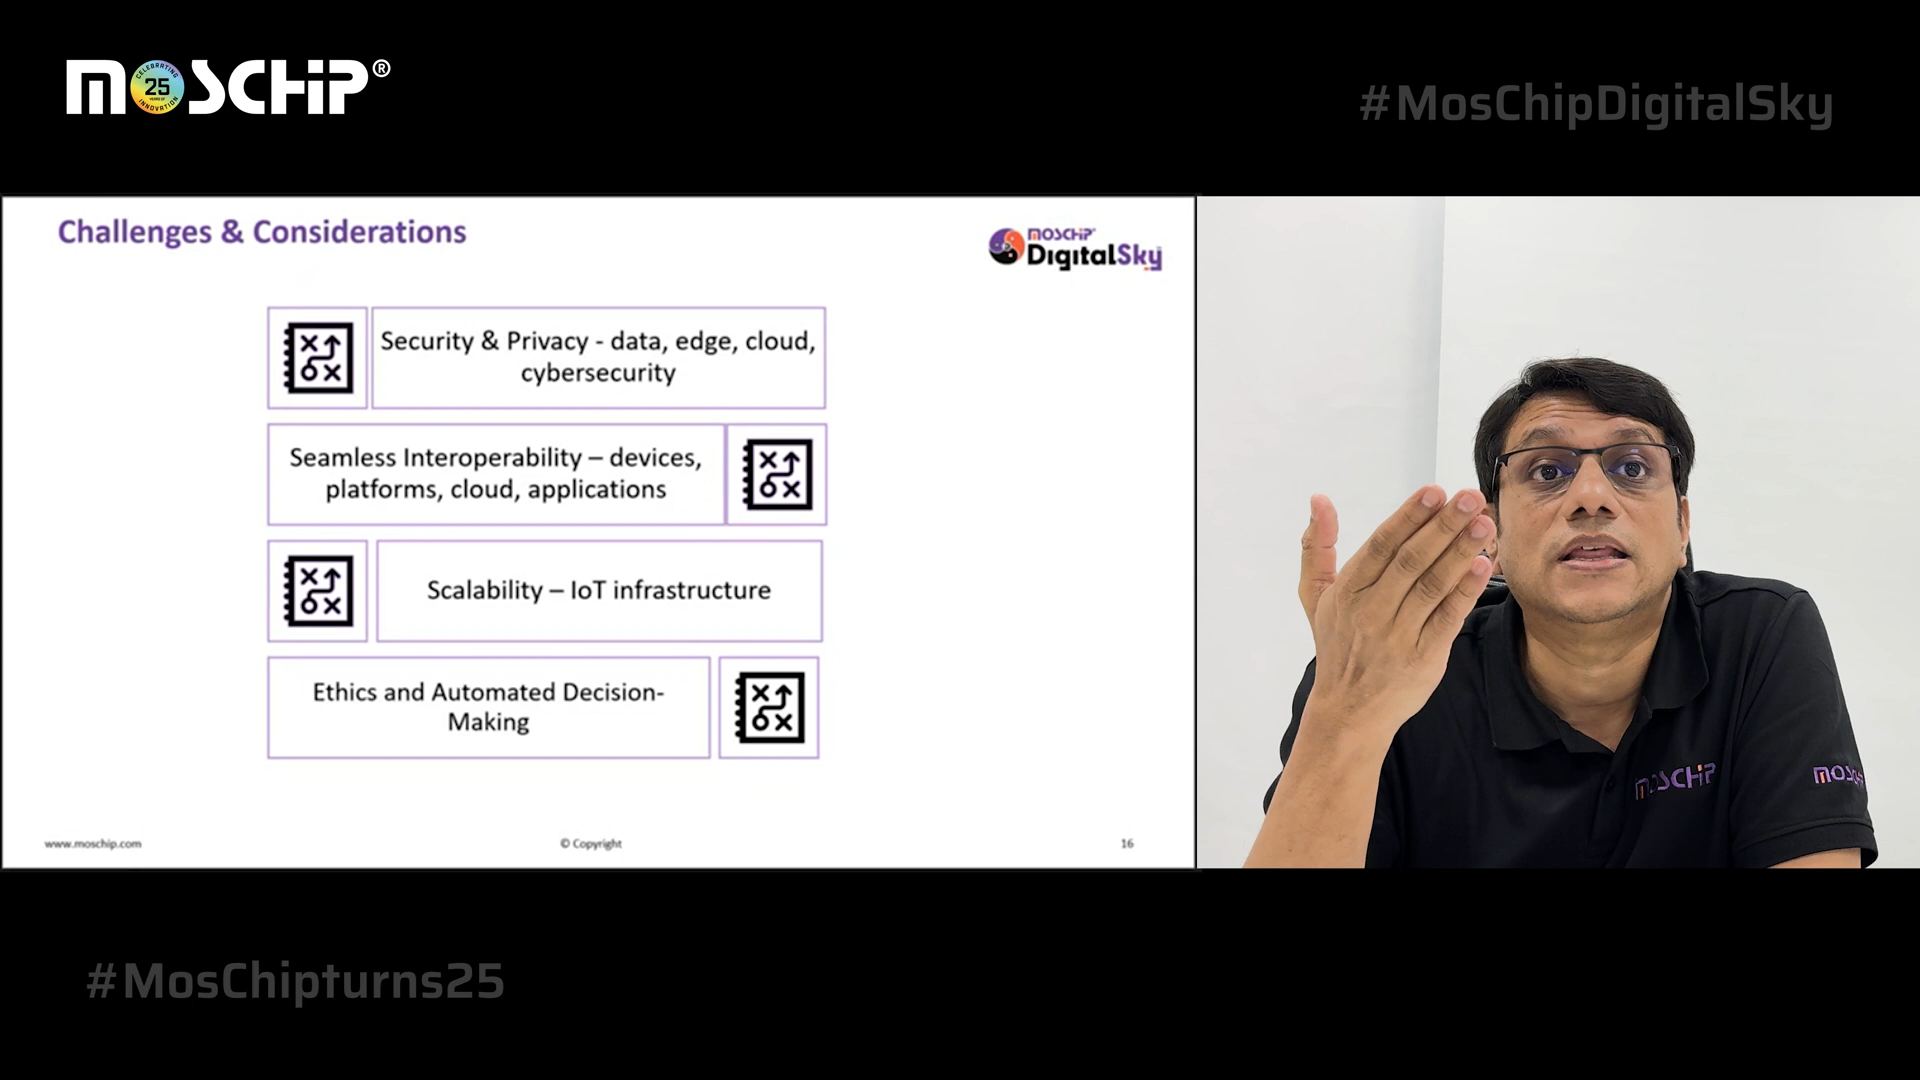 MOSCHIP®
CELEBRATING
25
YEARS OF
INNOVATION
#MosChipDigitalSky
Challenges & Considerations
MOSCHIP
DigitalSky
Security & Privacy - data, edge, cloud,
cybersecurity
Seamless Interoperability – devices,
platforms, cloud, applications
Scalability – IoT infrastructure
Ethics and Automated Decision-
Making
www.moschip.com
© Copyright
16
MOSCHIP
#MosChipturns25